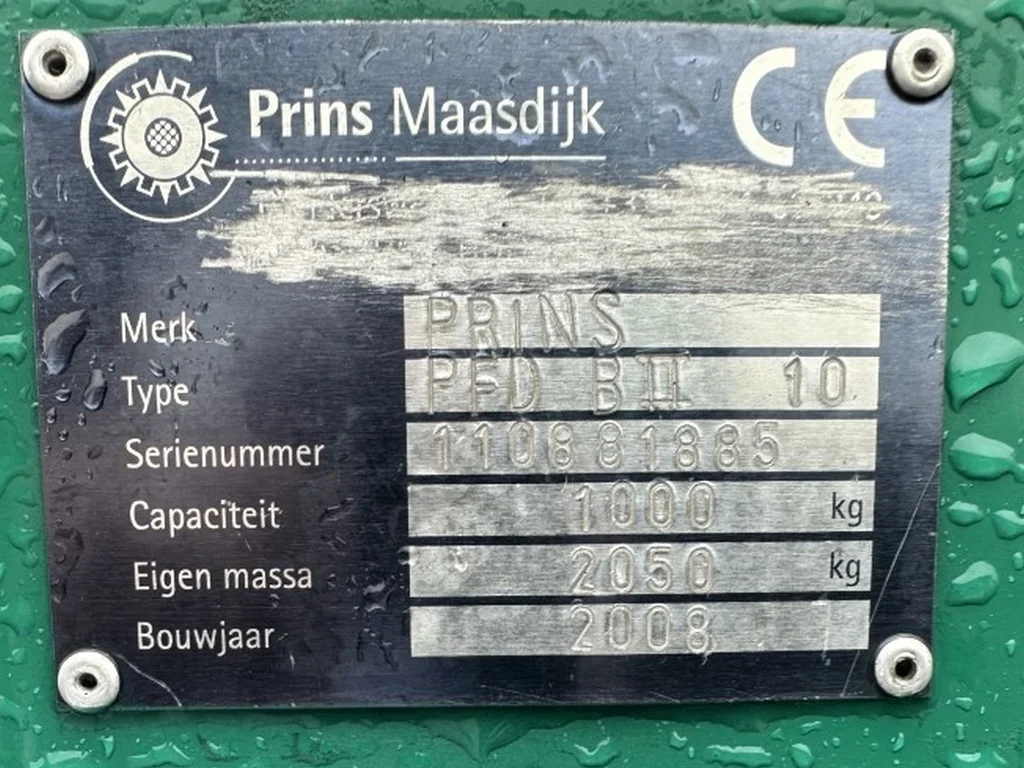 Prins Maasdijk CE
Merk PRINS
Type PFD B II 10
Serienummer 110881885
Capaciteit 1000 kg
Eigen massa 2050 kg
Bouwjaar 2008